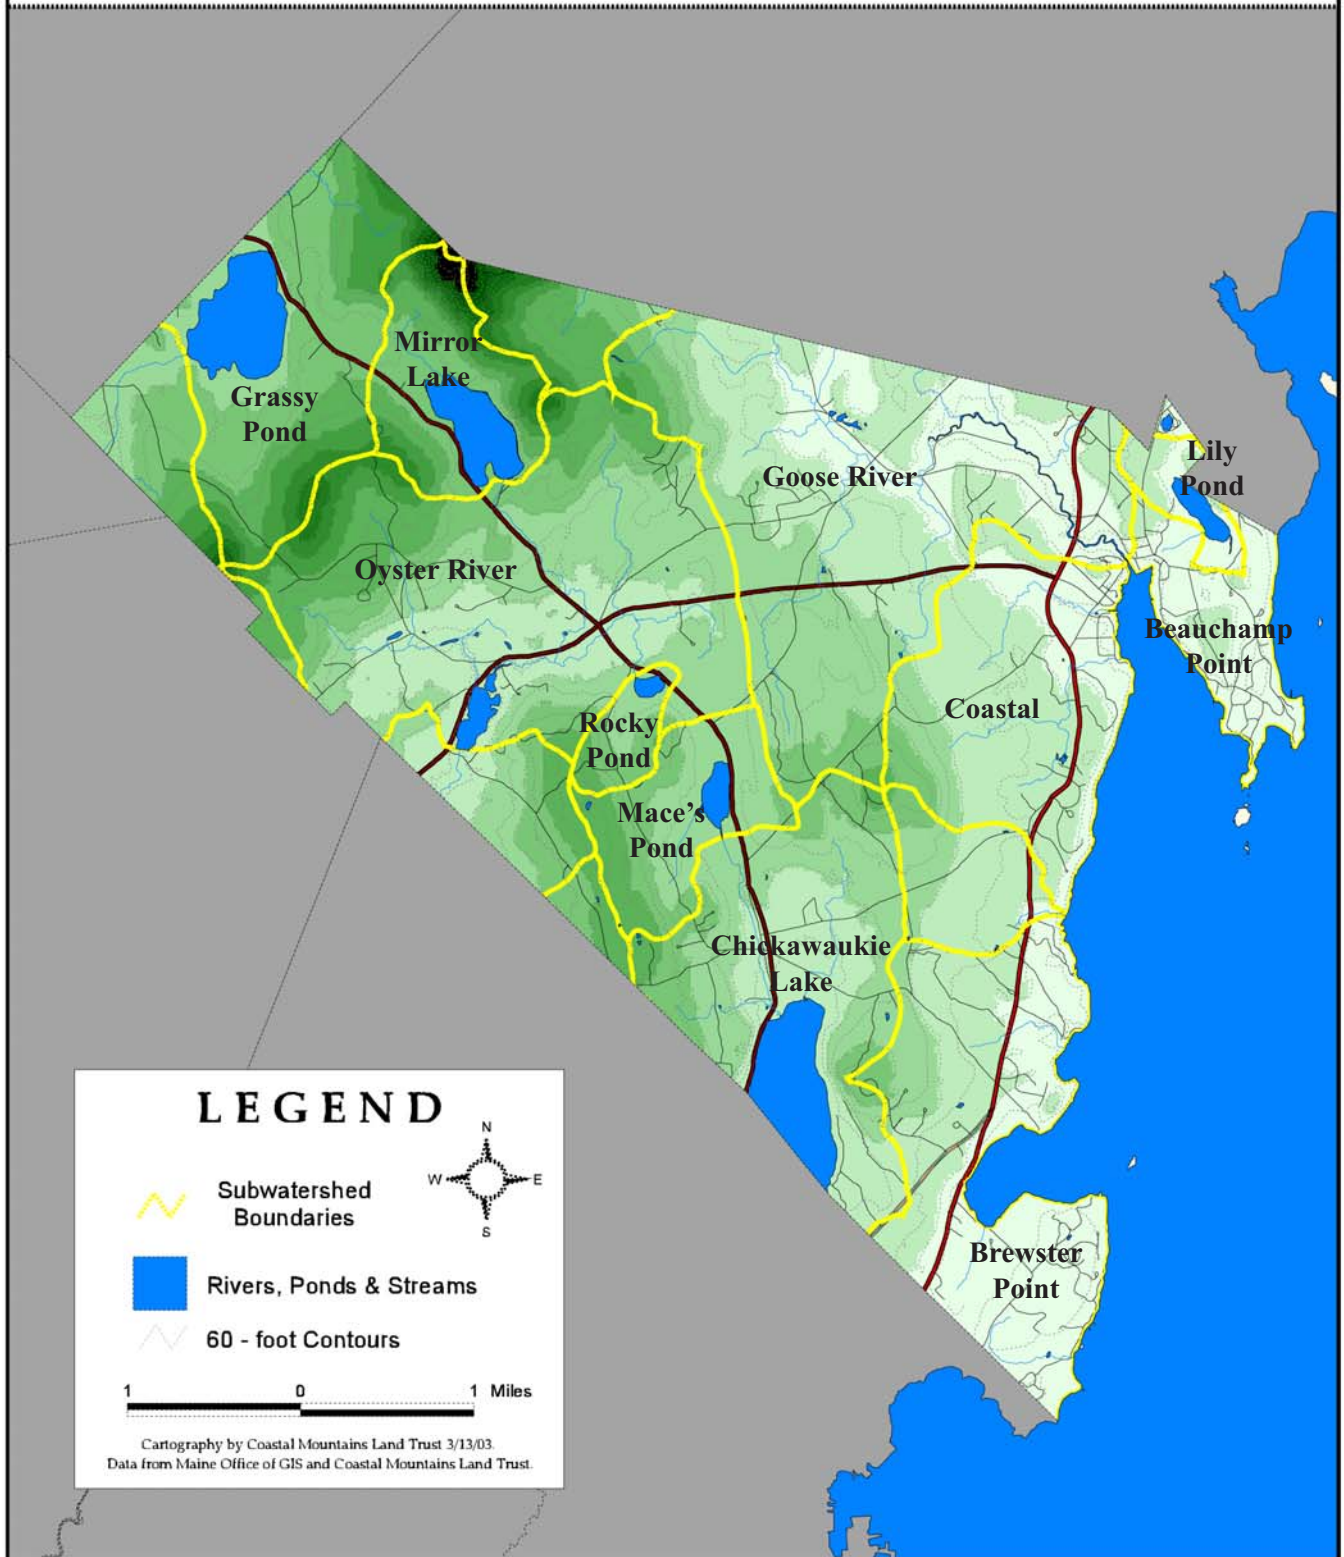 Mirror
Lake
Grassy
Pond
Lily
Pond
Goose River
Oyster River
Beauchamp
Point
Coastal
Rocky
Pond
Mace's
Pond
Chickawaukie
Lake
Brewster
Point
LEGEND
N
W E
S
Subwatershed
Boundaries
Rivers, Ponds & Streams
60 - foot Contours
1 0 1 Miles
Cartography by Coastal Mountains Land Trust 3/13/03.
Data from Maine Office of GIS and Coastal Mountains Land Trust.